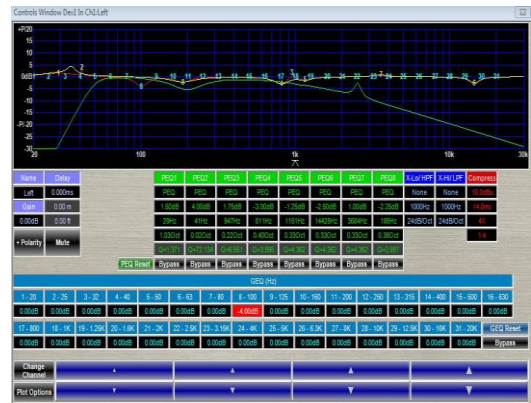 Controls Window Dev1 In Ch1:Left
+P/20
15
10
5
0dB
-5
-10
-15
-P/-20
-25
-30
20 100 1k 10k 30k
Name Delay PEQ1 PEQ2 PEQ3 PEQ4 PEQ5 PEQ6 PEQ7 PEQ8 X-Lo/ HPF X-Hi/ LPF Compress
Left 0.000ms PEQ PEQ PEQ PEQ PEQ PEQ PEQ PEQ None None
Gain 0.00 m 1.50dB 4.00dB 1.75dB -3.00dB -1.25dB -2.50dB 1.00dB -2.25dB 1000Hz 1000Hz
0.00dB 0.00 ft 29Hz 41Hz 947Hz 811Hz 1161Hz 14425Hz 3684Hz 186Hz 24dB/Oct 24dB/Oct 4X
+ Polarity Mute 1.03Oct 0.02Oct 0.22Oct 0.40Oct 0.33Oct 0.33Oct 0.33Oct 0.38Oct 1:4
PEQ Reset Bypass Bypass Bypass Bypass Bypass Bypass Bypass Bypass
GEQ (Hz)
1 - 20 2 - 25 3 - 32 4 - 40 5 - 50 6 - 63 7 - 80 8 - 100 9 - 125 10 - 160 11 - 200 12 - 250 13 - 315 14 - 400 15 - 500 16 - 630
0.00dB 0.00dB 0.00dB 0.00dB 0.00dB 0.00dB 0.00dB -4.00dB 0.00dB 0.00dB 0.00dB 0.00dB 0.00dB 0.00dB 0.00dB 0.00dB
17 - 800 18 - 1K 19 - 1.25K 20 - 1.6K 21 - 2K 22 - 2.5K 23 - 3.15K 24 - 4K 25 - 5K 26 - 6.3K 27 - 8K 28 - 10K 29 - 12.5K 30 - 16K 31 - 20K GEQ Reset
0.00dB 0.00dB 0.00dB 0.00dB 0.00dB 0.00dB 0.00dB 0.00dB 0.00dB 0.00dB 0.00dB 0.00dB 0.00dB 0.00dB 0.00dB Bypass
Change Channel
Plot Options